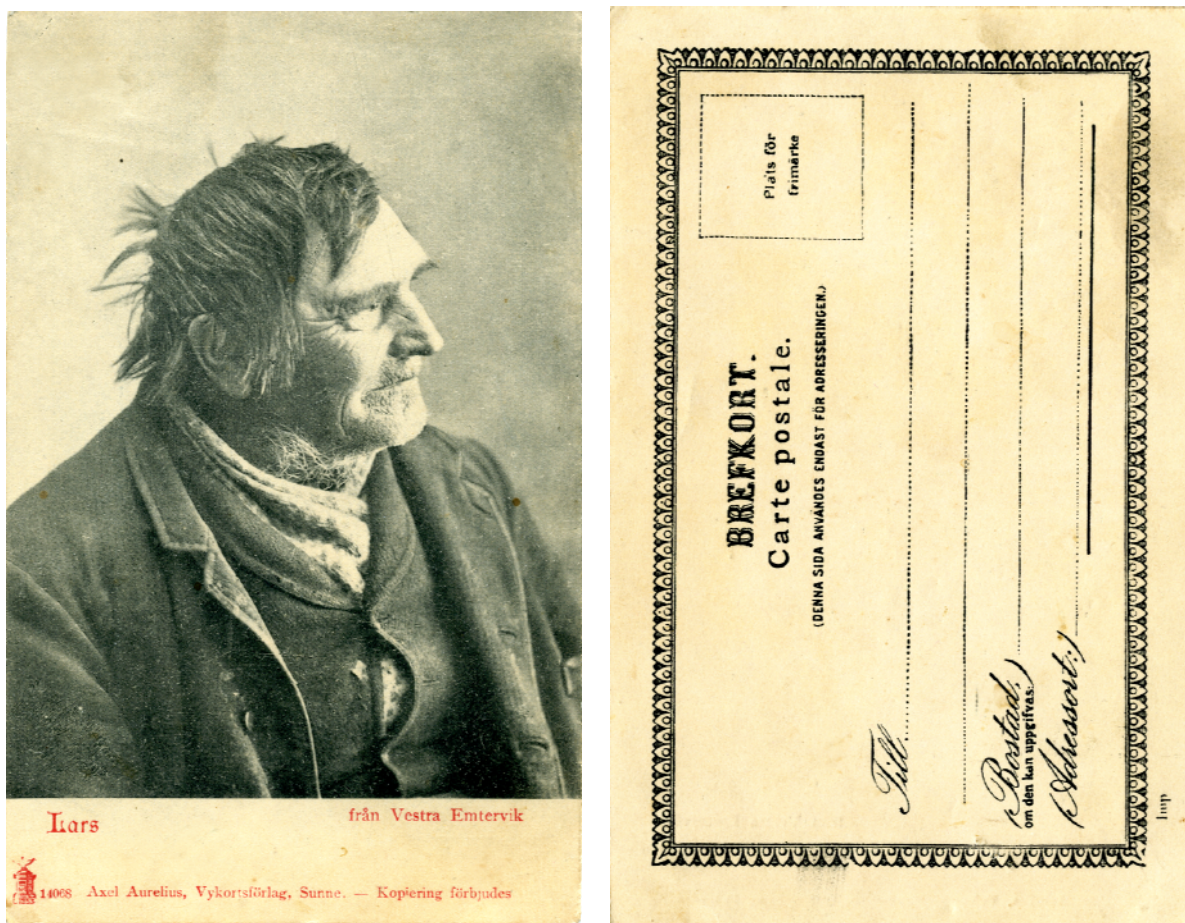 Lars
från Vestra Emtervik
14068 Axel Aurelius, Vykortsförlag, Sunne. — Kopiering förbjudes
Plats för
frimärke
BREFKORT.
Carte postale.
(DENNA SIDA ANVÄNDES ENDAST FÖR ADRESSERINGEN.)
Till
(Bostad,)
om den kan uppgifvas:
(Adressort:)
Imp